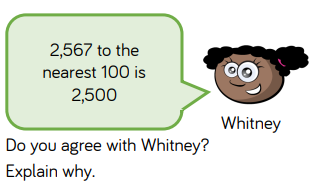 2,567 to the
nearest 100 is
2,500
Whitney
Do you agree with Whitney?
Explain why.